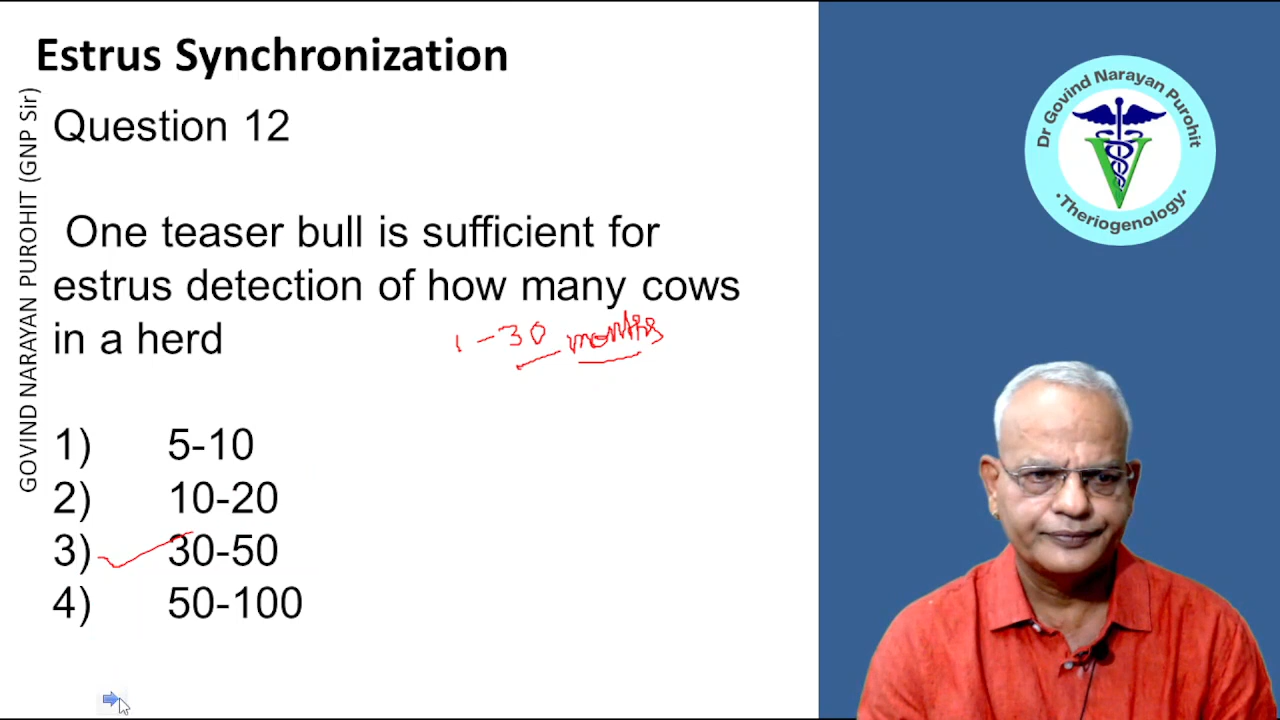 Estrus Synchronization
GOVIND NARAYAN PUROHIT (GNP Sir)
Question 12
One teaser bull is sufficient for
estrus detection of how many cows
in a herd
1-30 months
1) 5-10
2) 10-20
3) 30-50
4) 50-100
Dr Govind Narayan Purohit
V
•Theriogenology•